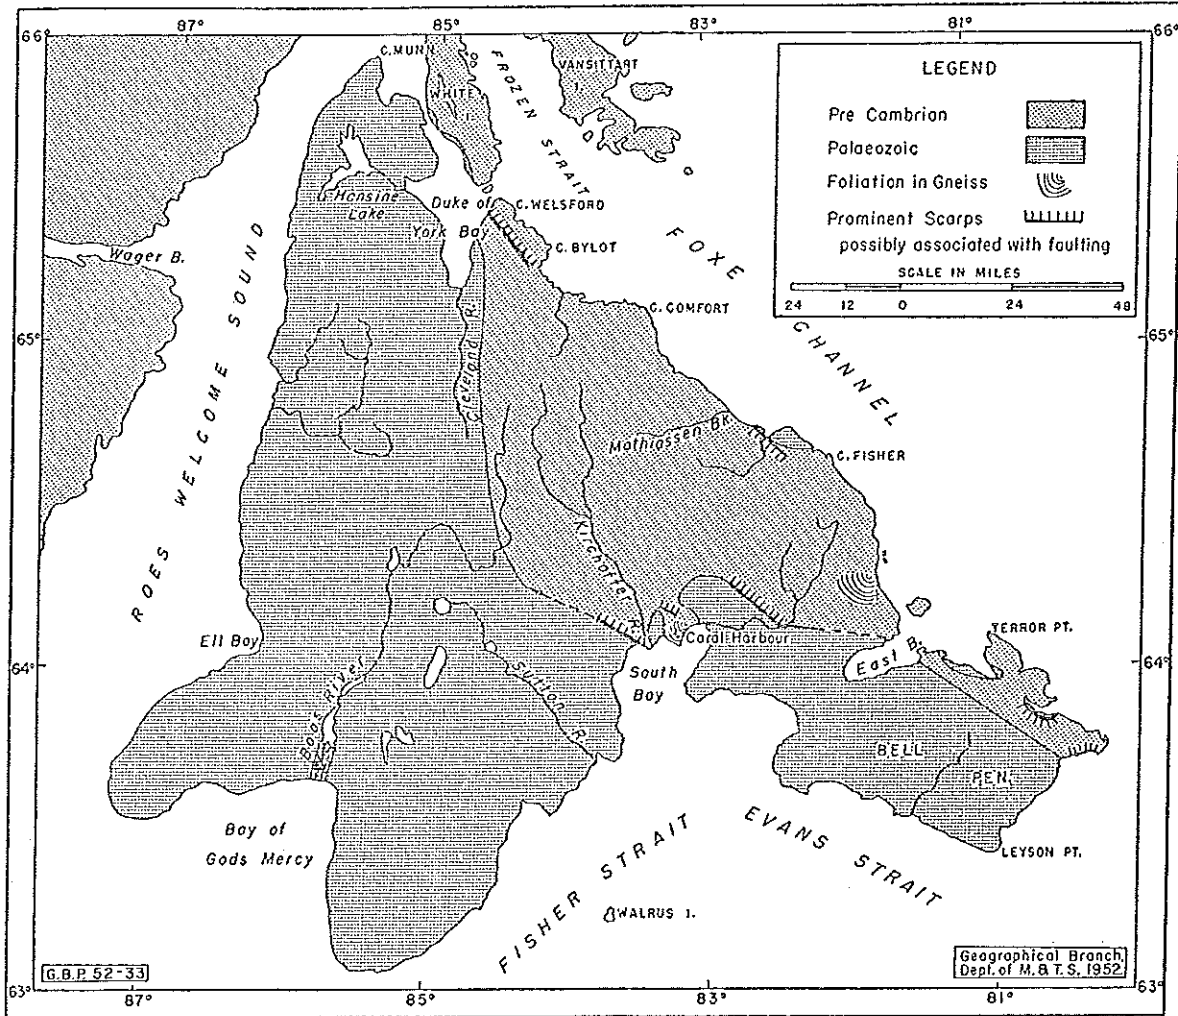 87°
85°
83°
81°
66°
66°
C. MUNN
WHITE
I.
FROZEN STRAIT
VANSITTART
I.
LEGEND
Pre Cambrian
Palaeozoic
Foliation in Gneiss
Prominent Scarps
possibly associated with faulting
SCALE IN MILES
24 12 0 24 48
Hansine
Lake
Duke of
York Bay
C. WELSFORD
C. BYLOT
C. COMFORT
FOXE CHANNEL
Wager B.
ROES WELCOME SOUND
65°
65°
Cleveland R.
Mathiassen Bk.
C. FISHER
Kirchoffer R.
Ell Bay
Coral Harbour
64°
64°
South
Bay
East B.
TERROR PT.
Boas River
Sutton R.
BELL
PEN.
Bay of
Gods Mercy
FISHER STRAIT
EVANS STRAIT
LEYSON PT.
WALRUS I.
G.B.P. 52-33
Geographical Branch,
Dept. of M. & T.S. 1952.
63°
63°
87°
85°
83°
81°